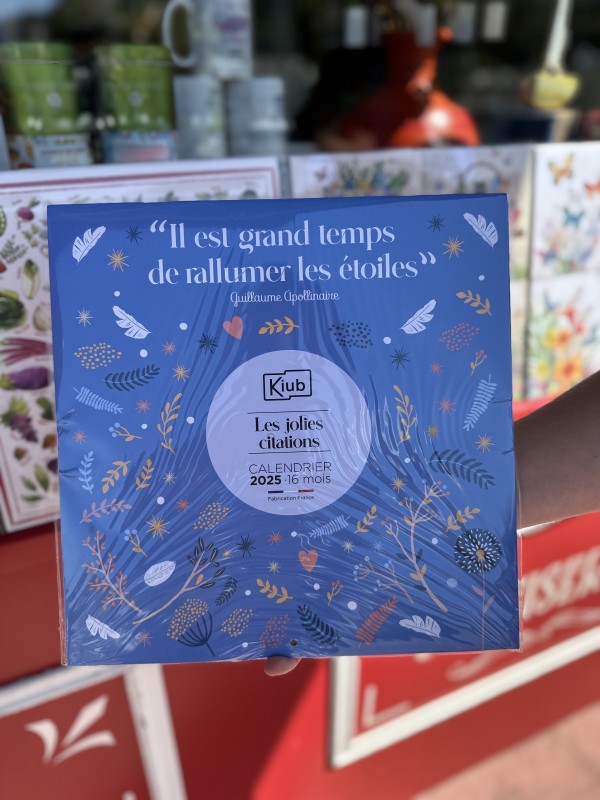 “Il est grand temps
de rallumer les étoiles”
Guillaume Apollinaire
Kiub
Les jolies
citations
CALENDRIER
2025 · 16 mois
Fabrication France